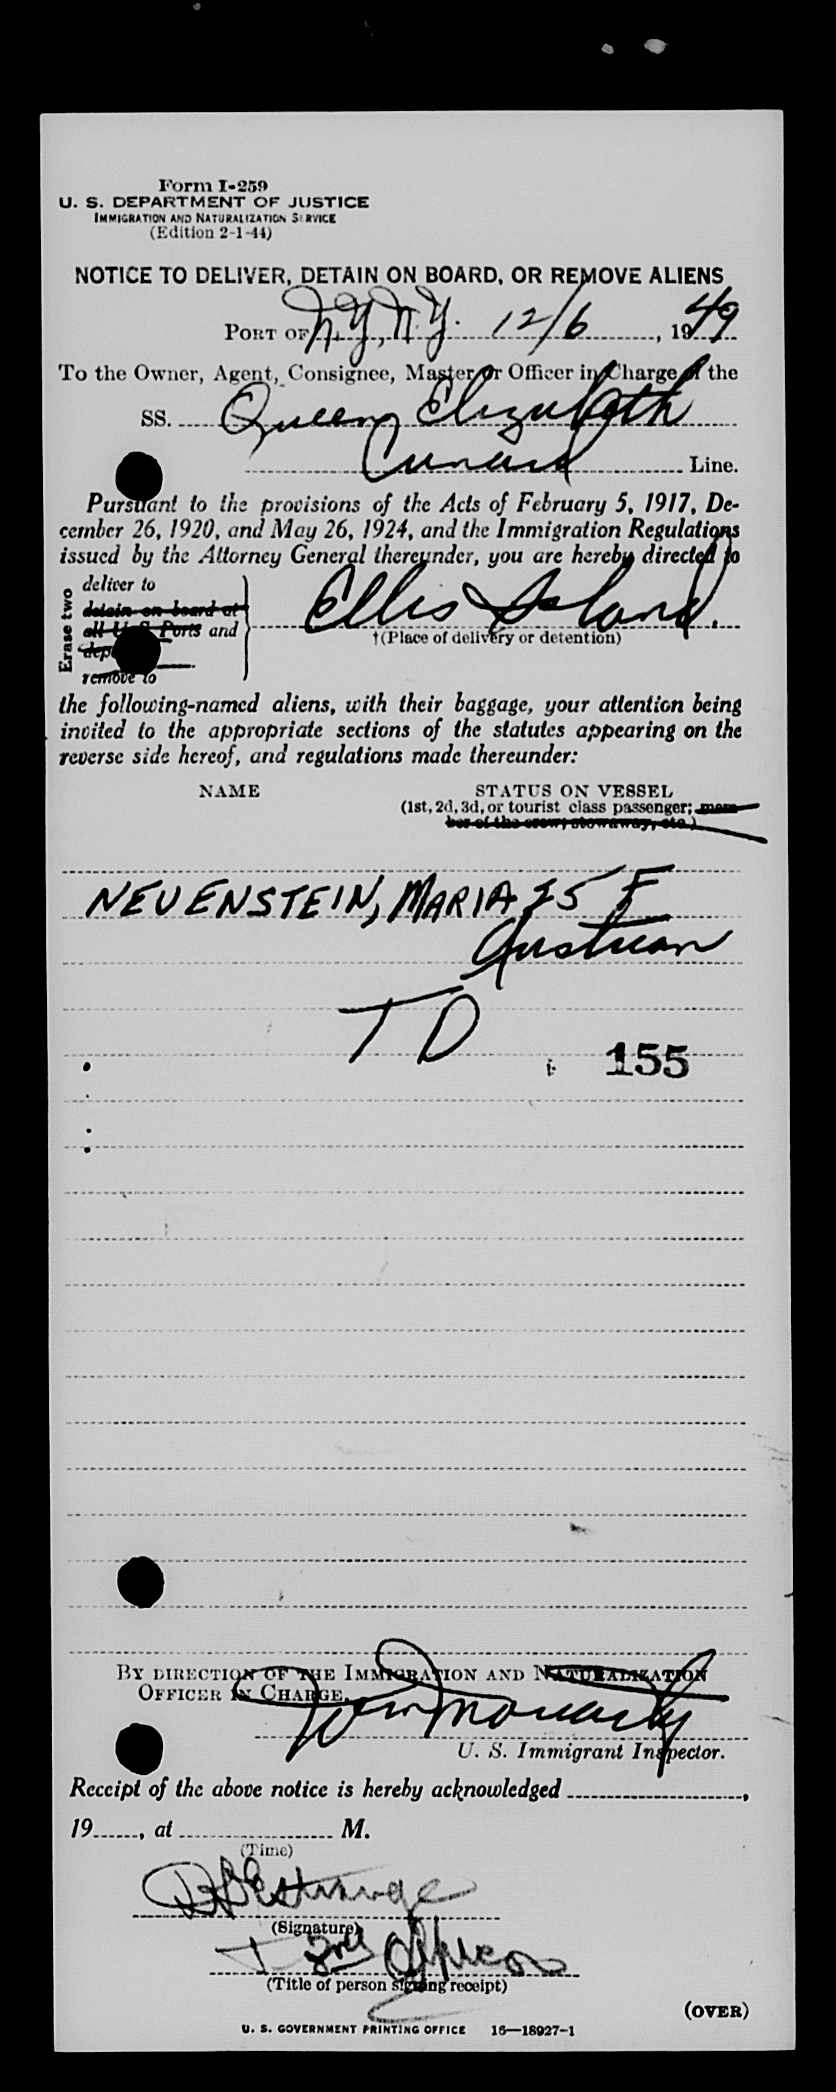 Form I-259
U. S. DEPARTMENT OF JUSTICE
IMMIGRATION AND NATURALIZATION SERVICE
(Edition 2-1-44)
NOTICE TO DELIVER, DETAIN ON BOARD, OR REMOVE ALIENS
PORT OF N.Y, N.Y. 12/6, 1949
To the Owner, Agent, Consignee, Master or Officer in Charge of the
SS. Queen Elizabeth
Cunard Line.
Pursuant to the provisions of the Acts of February 5, 1917, De-
cember 26, 1920, and May 26, 1924, and the Immigration Regulations
issued by the Attorney General thereunder, you are hereby directed to
Erase two
deliver to
detain on board at
all U.S. Ports and
remove to
Ellis Island.
†(Place of delivery or detention)
the following-named aliens, with their baggage, your attention being
invited to the appropriate sections of the statutes appearing on the
reverse side hereof, and regulations made thereunder:
NAME STATUS ON VESSEL
(1st, 2d, 3d, or tourist class passenger; mem-
ber of the crew; stowaway, etc.)
NEUENSTEIN, MARIA 25 F
Austrian
T D
155
BY DIRECTION OF THE IMMIGRATION AND NATURALIZATION
OFFICER IN CHARGE.
U. S. Immigrant Inspector.
Receipt of the above notice is hereby acknowledged ,
19 , at M.
(Time)
(Signature)
2nd
(Title of person signing receipt)
(OVER)
U. S. GOVERNMENT PRINTING OFFICE 16—18927-1